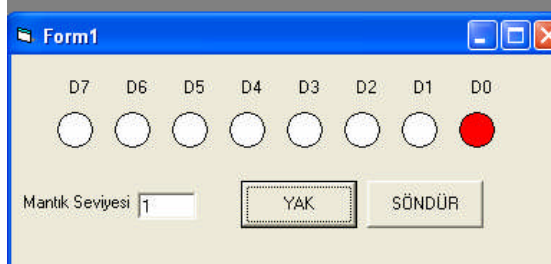 Form1
D7 D6 D5 D4 D3 D2 D1 D0
Mantık Seviyesi 1 YAK SÖNDÜR